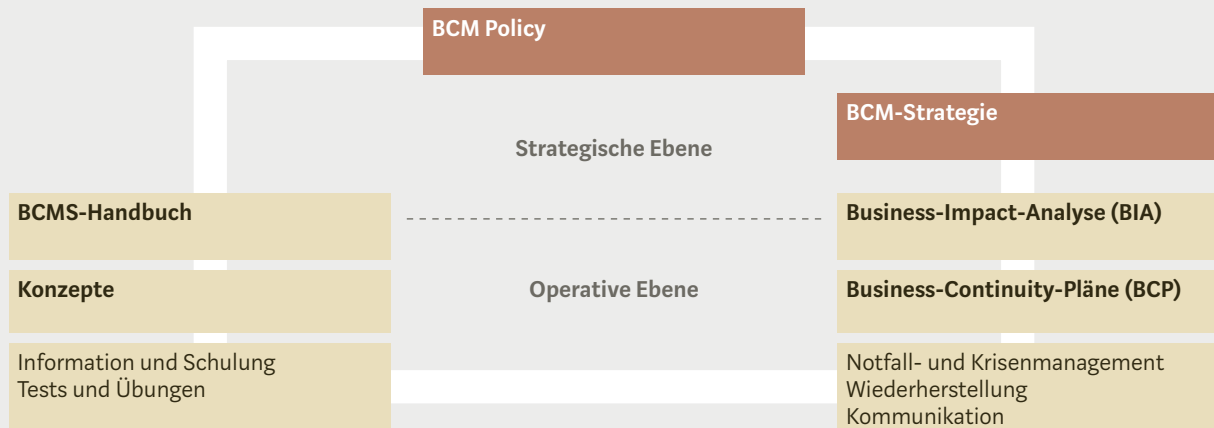 BCM Policy
BCM-Strategie
Strategische Ebene
BCMS-Handbuch
Business-Impact-Analyse (BIA)
Konzepte
Operative Ebene
Business-Continuity-Pläne (BCP)
Information und Schulung
Tests und Übungen
Notfall- und Krisenmanagement
Wiederherstellung
Kommunikation